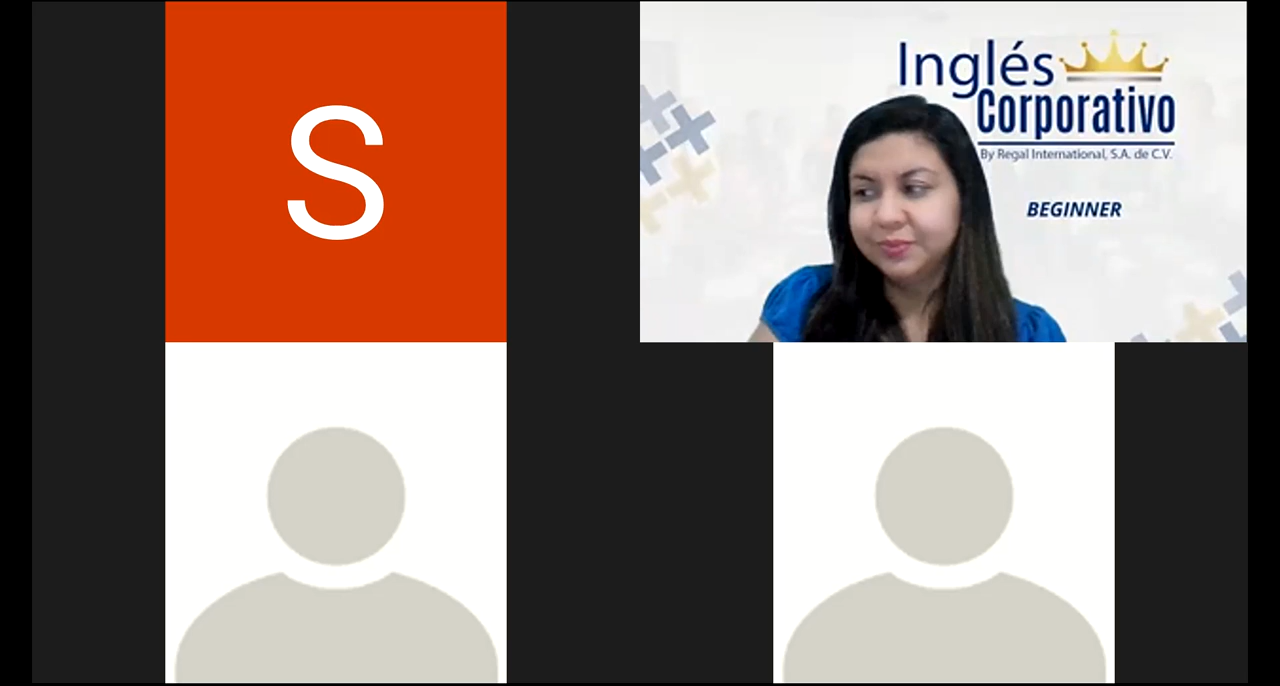 S
Inglés
Corporativo
By Regal International, S.A. de C.V.
BEGINNER